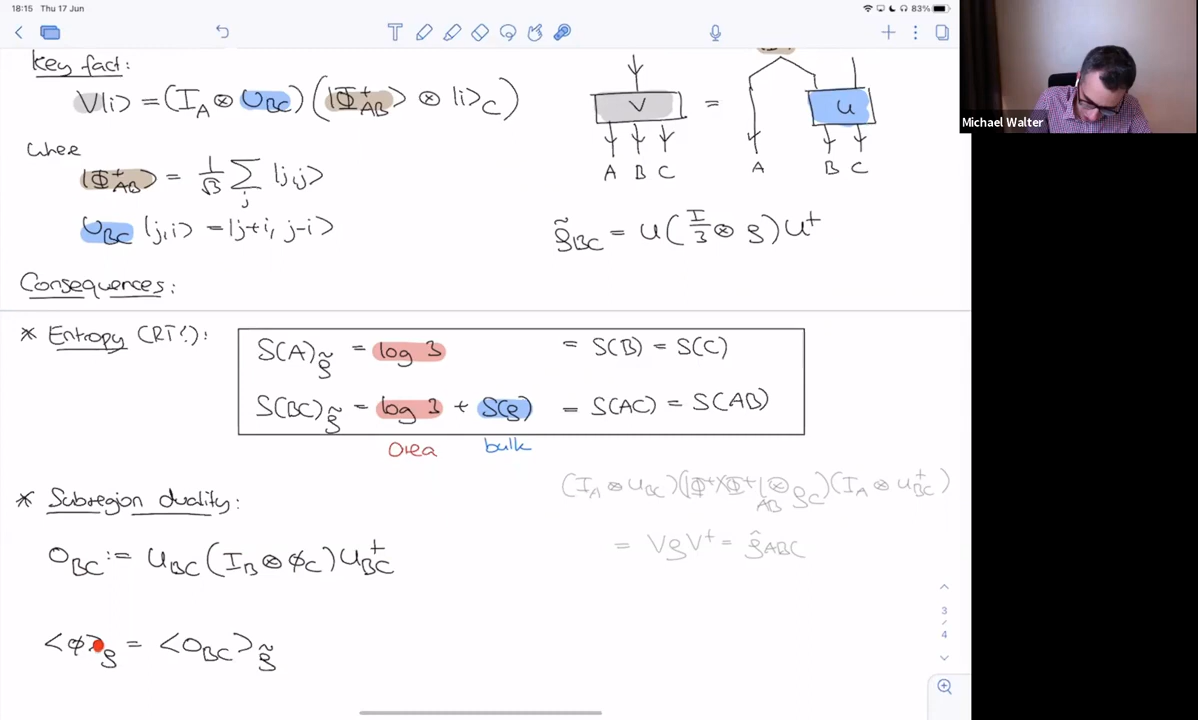 18:15 Thu 17 Jun
83%
Key fact:
V|i⟩ = (I_A ⊗ U_BC)(|Φ⁺_AB⟩ ⊗ |i⟩_C)
V = U
A B C A B C
where
|Φ⁺_AB⟩ = 1/√3 Σ_j |j,j⟩
U_BC |j,i⟩ = |j+i, j-i⟩
ρ̃_BC = U(I/3 ⊗ ρ)U†
Consequences:
* Entropy (RT!):
S(A)_ρ̃ = log 3 = S(B) = S(C)
S(BC)_ρ̃ = log 3 + S(ρ) = S(AC) = S(AB)
area bulk
* Subregion duality:
(I_A ⊗ U_BC)(|Φ⁺⟩⟨Φ⁺|_AB ⊗ ρ_C)(I_A ⊗ U†_BC)
= VρV† = ρ̃_ABC
O_BC := U_BC(I_B ⊗ φ_C)U†_BC
⟨φ⟩_ρ = ⟨O_BC⟩_ρ̃
3
/
4
Michael Walter